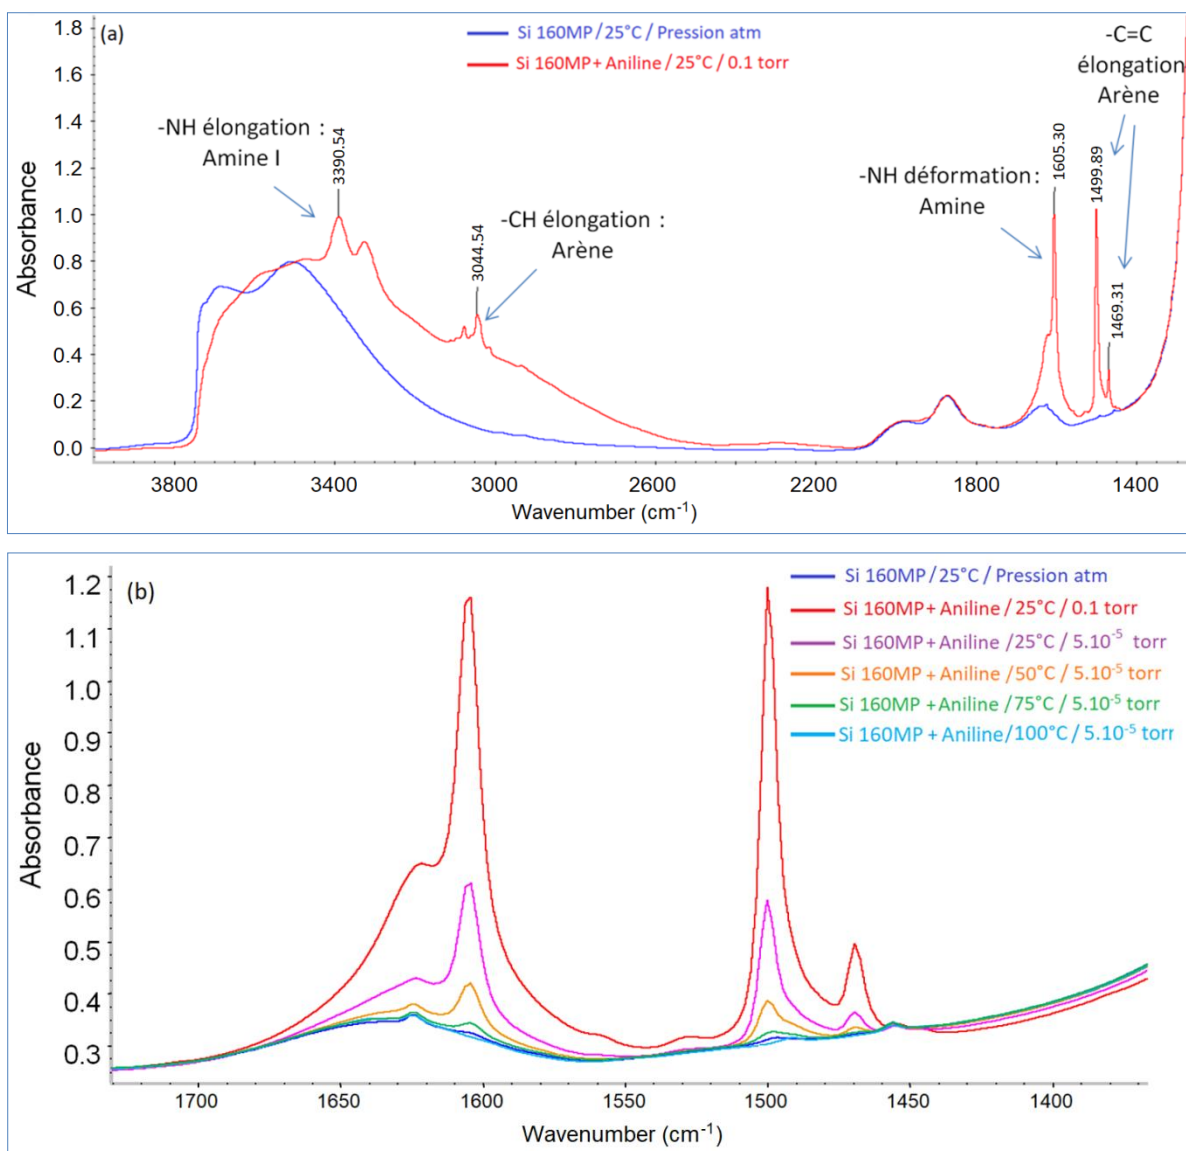 (a)
Si 160MP/25°C/Pression atm
Si 160MP+ Aniline/25°C/0.1 torr
-C=C
élongation
Arène
-NH élongation :
Amine I
3390.54
-CH élongation :
Arène
3044.54
-NH déformation:
Amine
1605.30
1499.89
1469.31
Absorbance
1.8
1.6
1.4
1.2
1.0
0.8
0.6
0.4
0.2
0.0
3800 3400 3000 2600 2200 1800 1400
Wavenumber (cm⁻¹)
(b)
Si 160MP/25°C/Pression atm
Si 160MP+ Aniline/25°C/0.1 torr
Si 160MP+ Aniline/25°C/5.10⁻⁵ torr
Si 160MP +Aniline/50°C/5.10⁻⁵ torr
Si 160MP +Aniline/75°C/5.10⁻⁵ torr
Si 160MP +Aniline/100°C/5.10⁻⁵ torr
Absorbance
1.2
1.1
1.0
0.9
0.8
0.7
0.6
0.5
0.4
0.3
1700 1650 1600 1550 1500 1450 1400
Wavenumber (cm⁻¹)